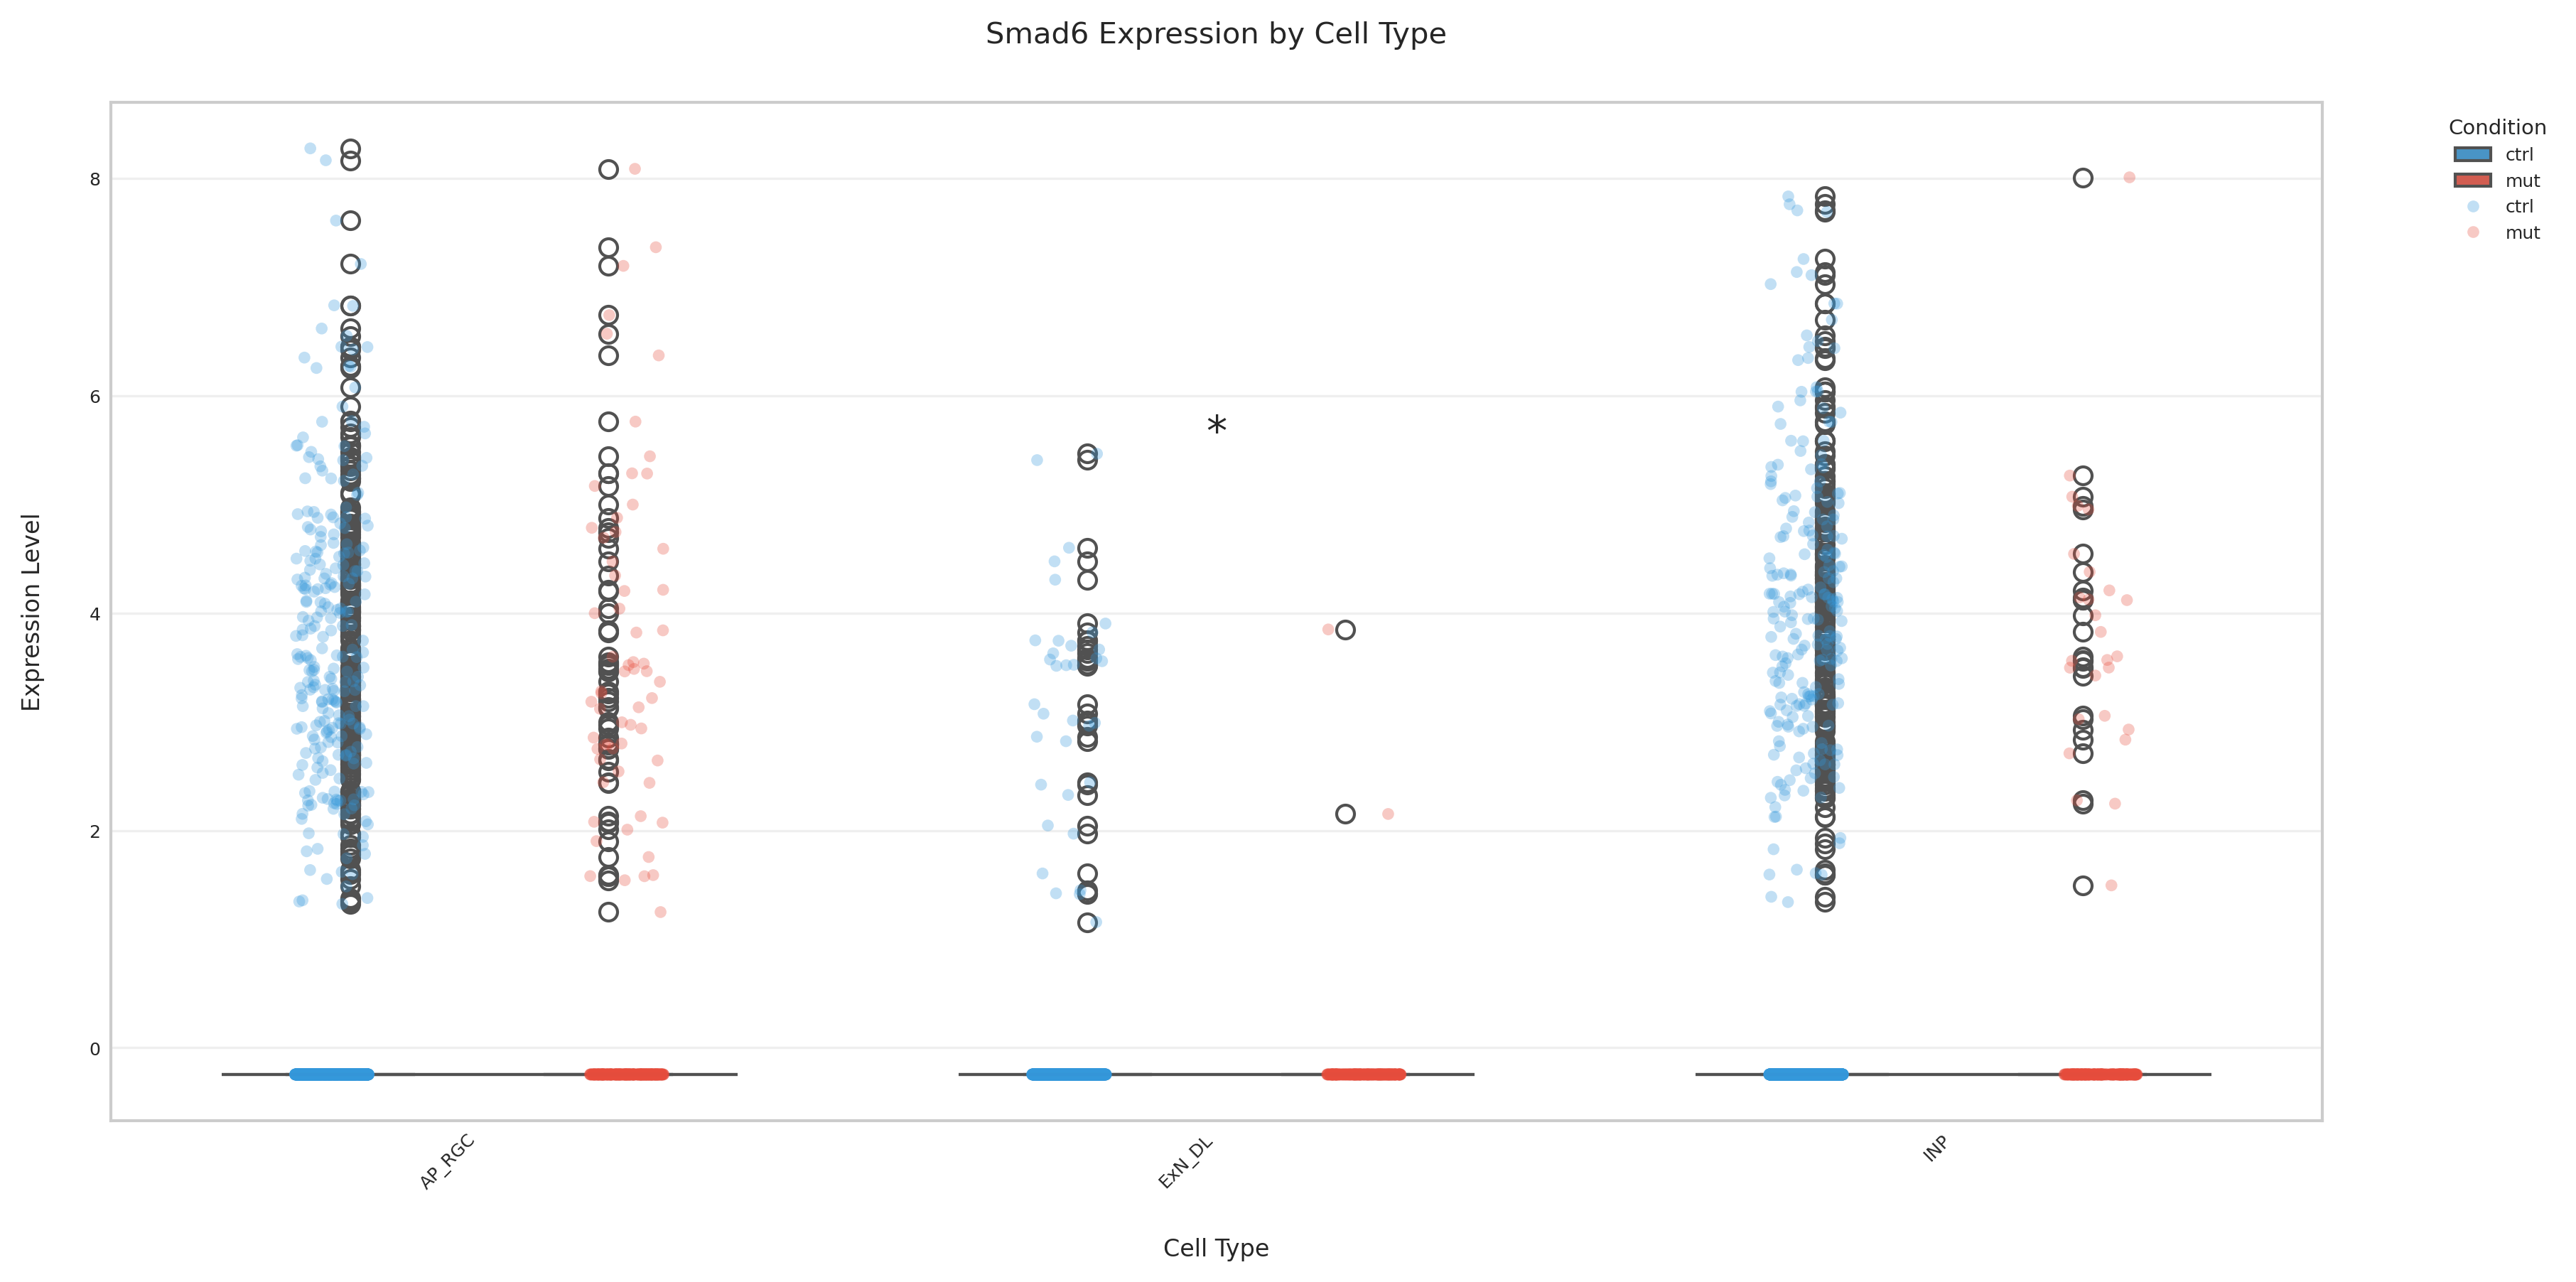 Smad6 Expression by Cell Type
Condition
ctrl
mut
ctrl
mut
Expression Level
8
6
4
2
0
*
AP_RGC
ExN_DL
INP
Cell Type